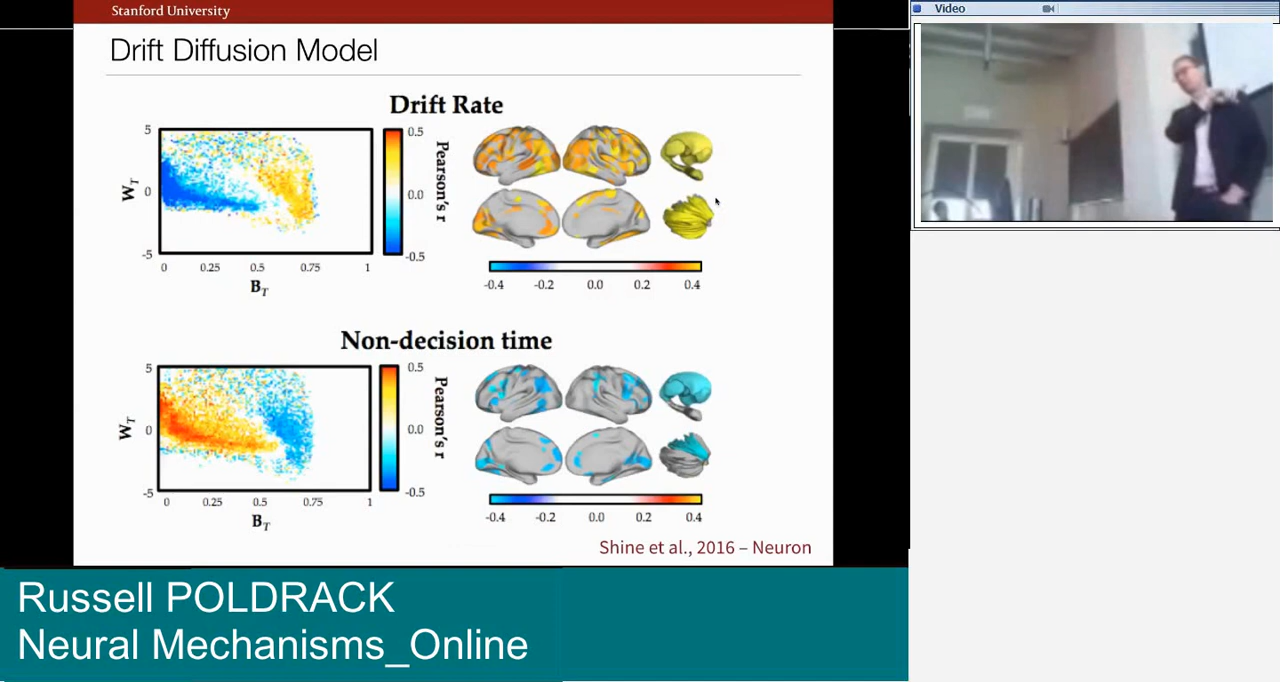 Stanford University
Video
Drift Diffusion Model
Drift Rate
5
0
-5
W_T
0 0.25 0.5 0.75 1
B_T
0.5
0.0
-0.5
Pearson's r
-0.4 -0.2 0.0 0.2 0.4
Non-decision time
5
0
-5
W_T
0 0.25 0.5 0.75 1
B_T
0.5
0.0
-0.5
Pearson's r
-0.4 -0.2 0.0 0.2 0.4
Shine et al., 2016 – Neuron
Russell POLDRACK
Neural Mechanisms_Online